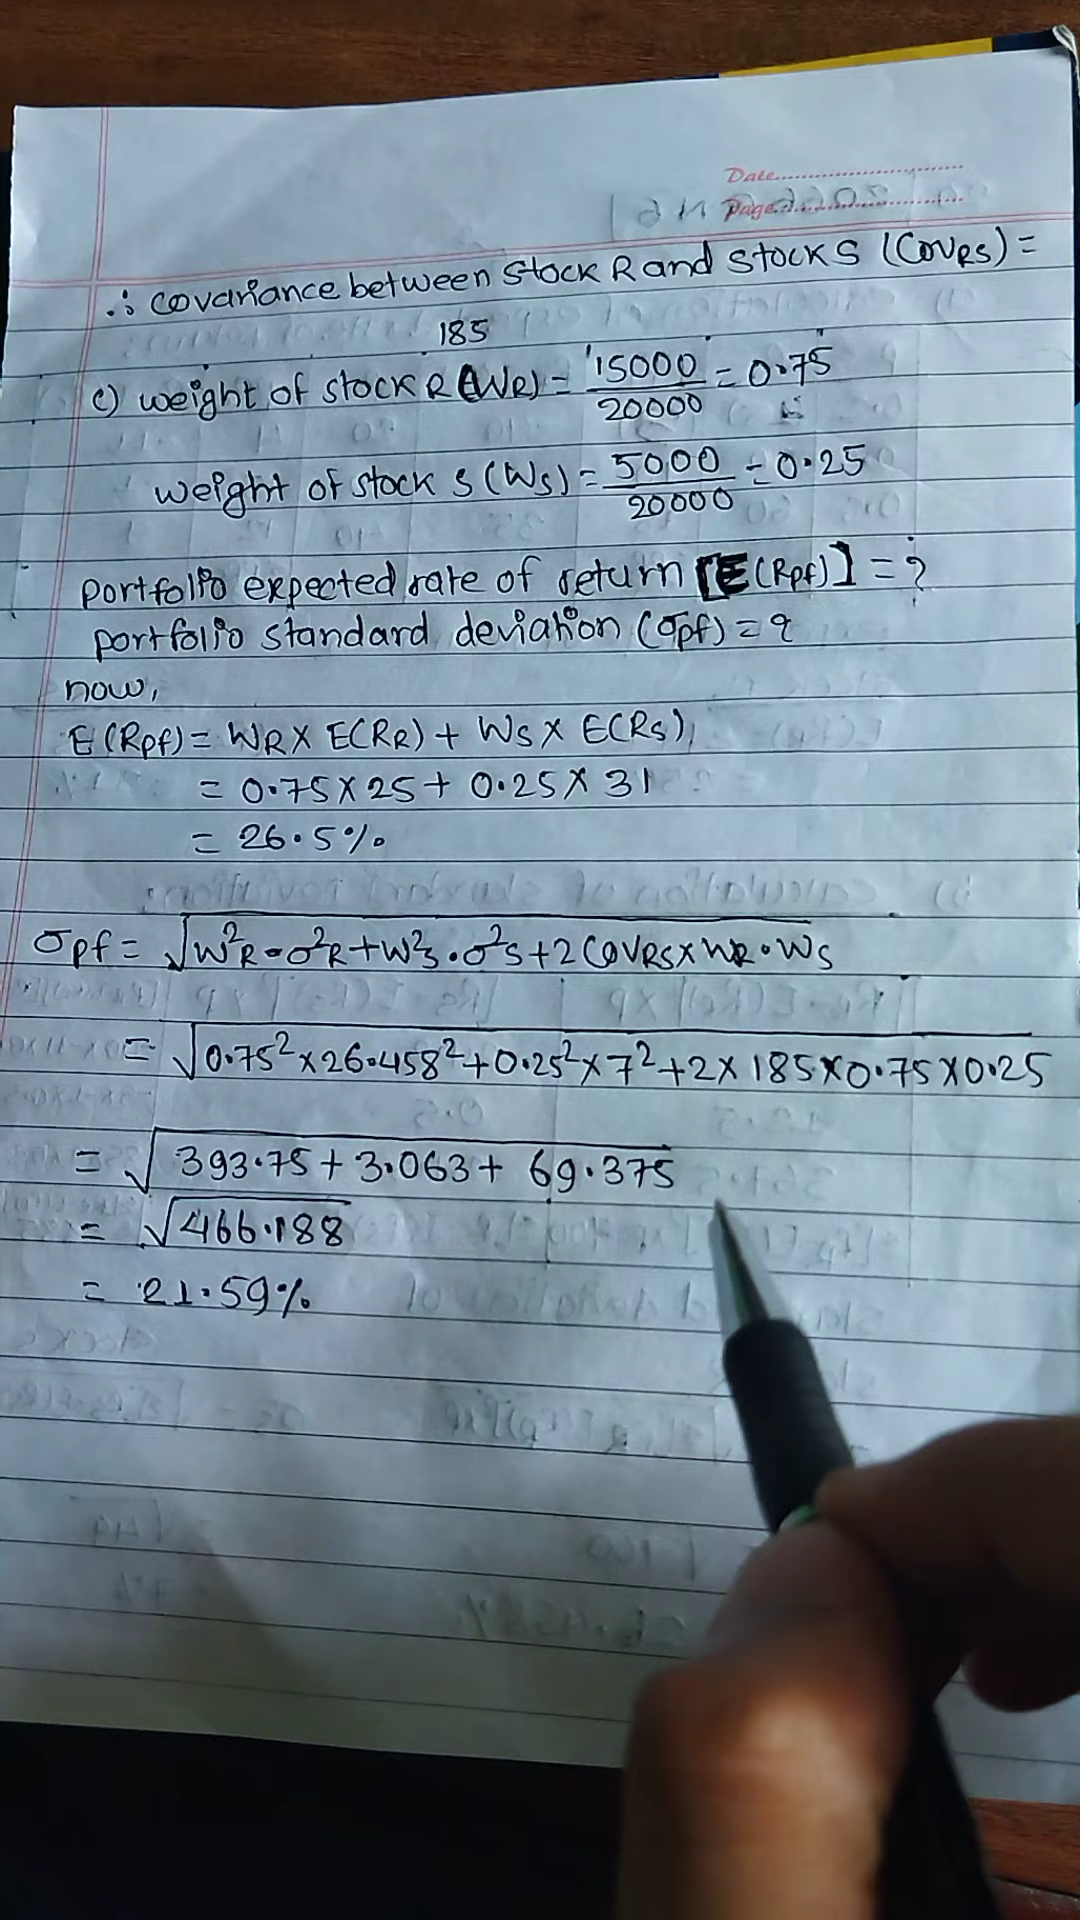 Date....................
Page....................
∴ covariance between stock R and stock S (CovRS) =
185
c) weight of stock R (WR) = 15000/20000 = 0.75
weight of stock S (WS) = 5000/20000 = 0.25
portfolio expected rate of return [E(Rpf)] = ?
portfolio standard deviation (σpf) = ?
now,
E(Rpf) = WR × E(RR) + WS × E(RS)
= 0.75 × 25 + 0.25 × 31
= 26.5%
σpf = √W²R · σ²R + W²S · σ²S + 2 CovRS × WR · WS
= √0.75² × 26.458² + 0.25² × 7² + 2 × 185 × 0.75 × 0.25
= √393.75 + 3.063 + 69.375
= √466.188
= 21.59%